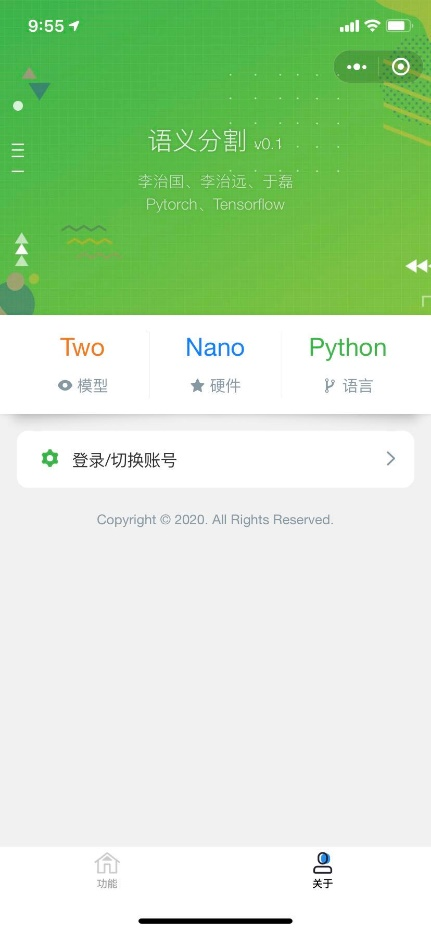 9:55
语义分割 v0.1
李治国、李治远、于磊
Pytorch、Tensorflow
Two Nano Python
模型 硬件 语言
登录/切换账号
Copyright © 2020. All Rights Reserved.
功能 关于